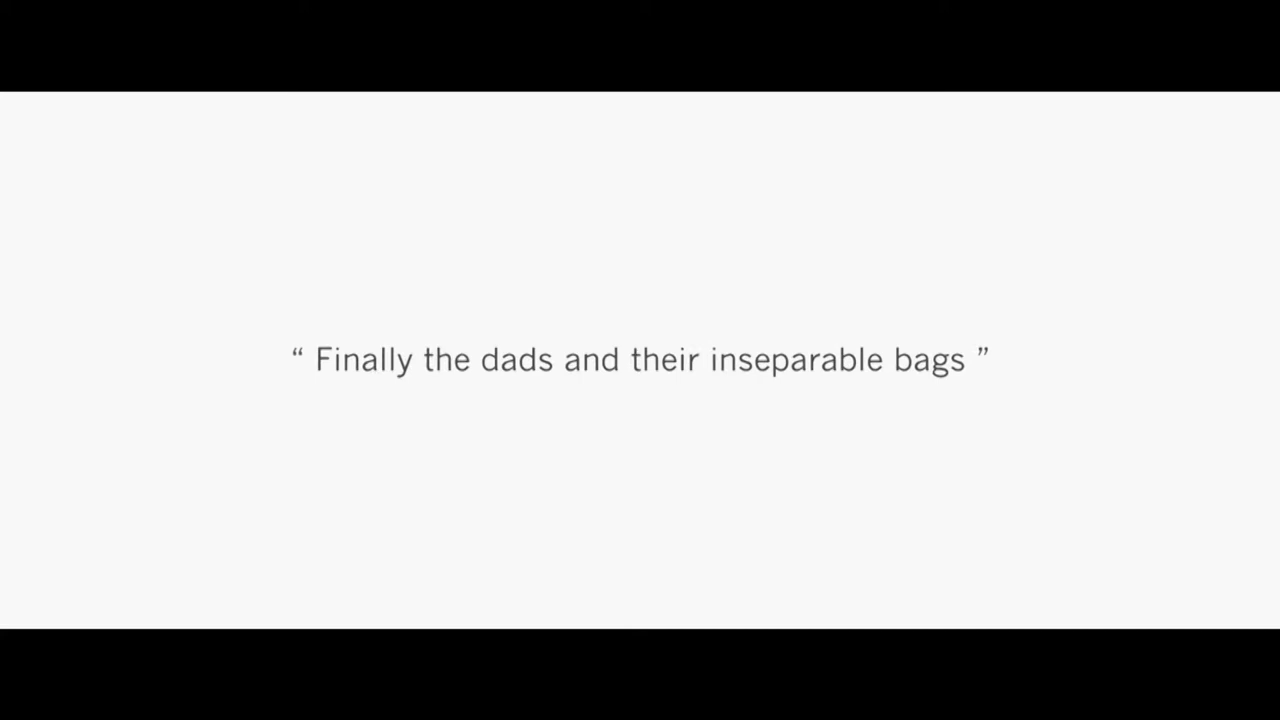 “ Finally the dads and their inseparable bags ”